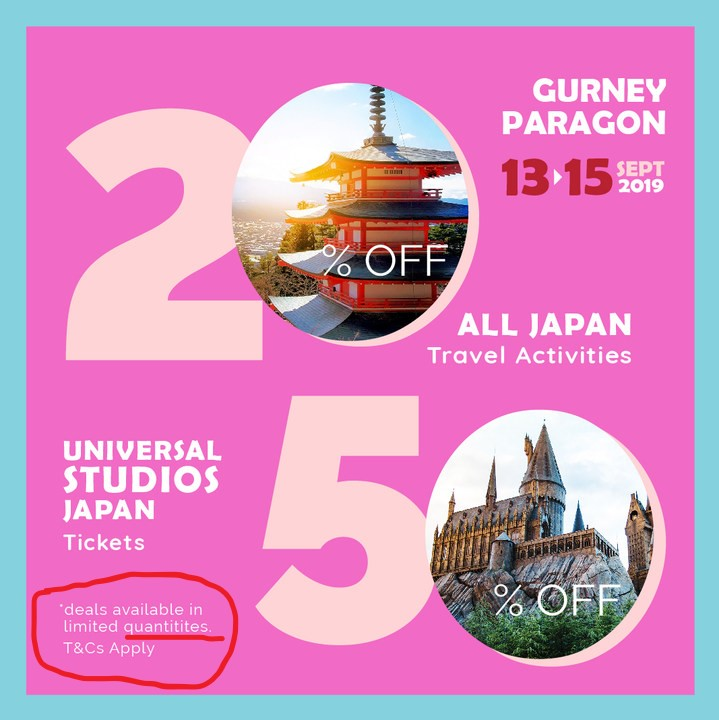 GURNEY
PARAGON
13 15 SEPT
2019
20
% OFF
ALL JAPAN
Travel Activities
UNIVERSAL
STUDIOS
JAPAN
Tickets
50
% OFF
*deals available in
limited quantitites.
T&Cs Apply